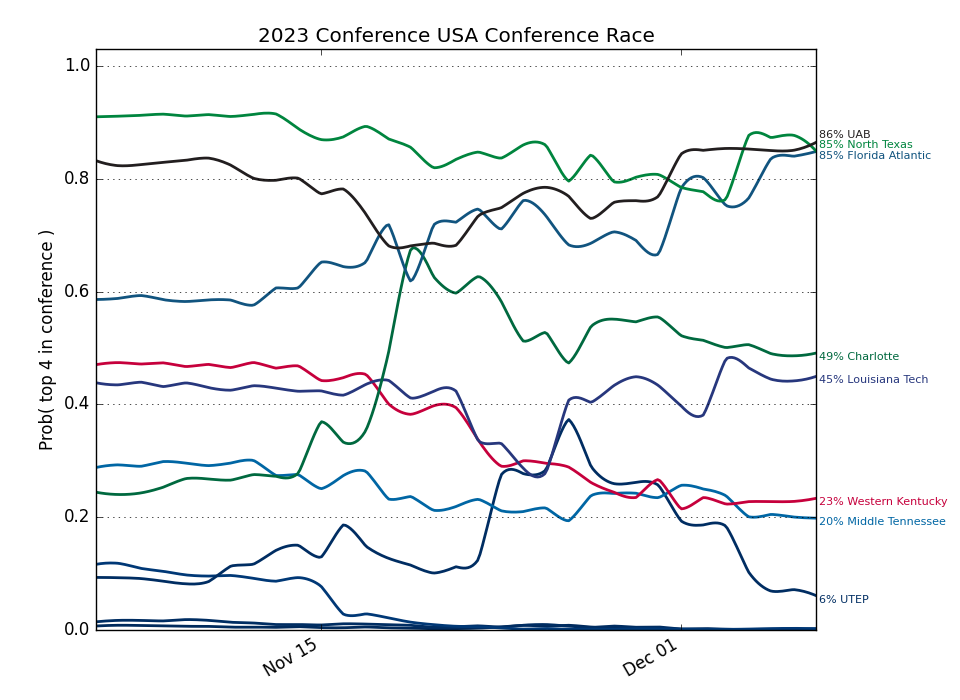 2023 Conference USA Conference Race
Prob( top 4 in conference )
1.0
0.8
0.6
0.4
0.2
0.0
Nov 15
Dec 01
86% UAB
85% North Texas
85% Florida Atlantic
49% Charlotte
45% Louisiana Tech
23% Western Kentucky
20% Middle Tennessee
6% UTEP